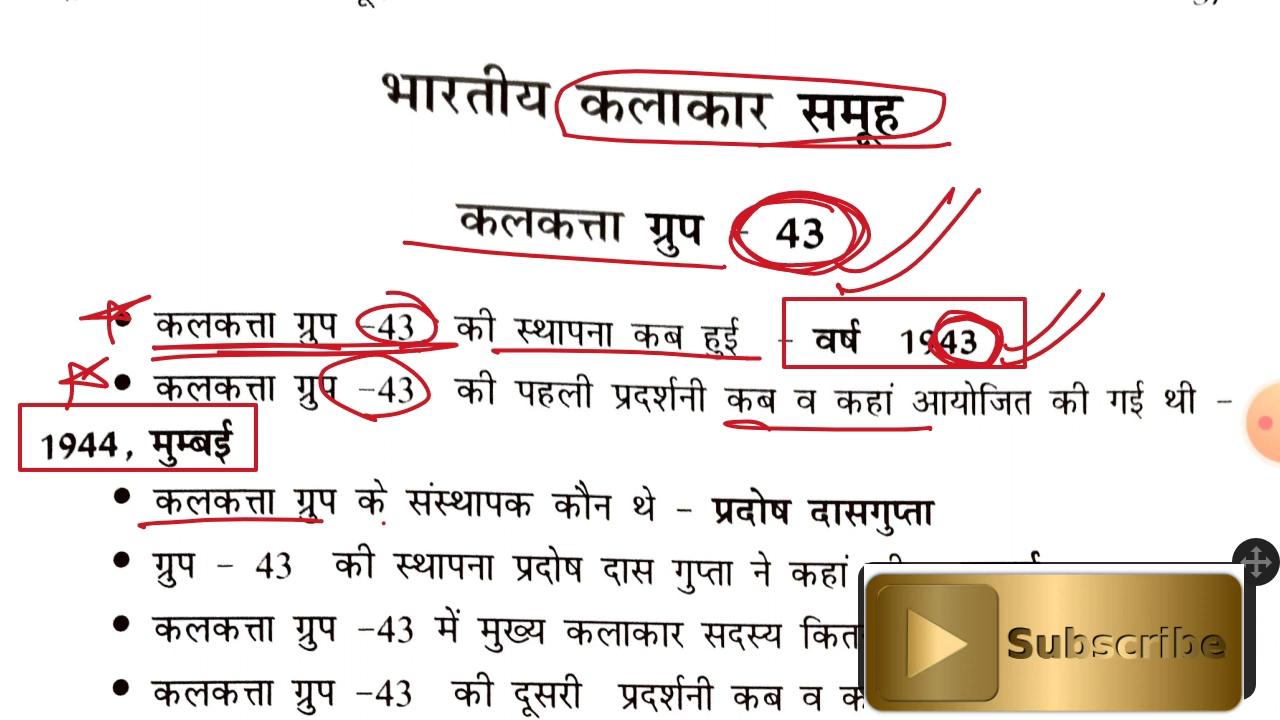 भारतीय कलाकार समूह
कलकत्ता ग्रुप - 43
• कलकत्ता ग्रुप -43 की स्थापना कब हुई - वर्ष 1943
• कलकत्ता ग्रुप -43 की पहली प्रदर्शनी कब व कहां आयोजित की गई थी -
1944, मुम्बई
• कलकत्ता ग्रुप के संस्थापक कौन थे - प्रदोष दासगुप्ता
• ग्रुप - 43 की स्थापना प्रदोष दास गुप्ता ने कहां
• कलकत्ता ग्रुप -43 में मुख्य कलाकार सदस्य
• कलकत्ता ग्रुप -43 की दूसरी प्रदर्शनी कब व
Subscribe